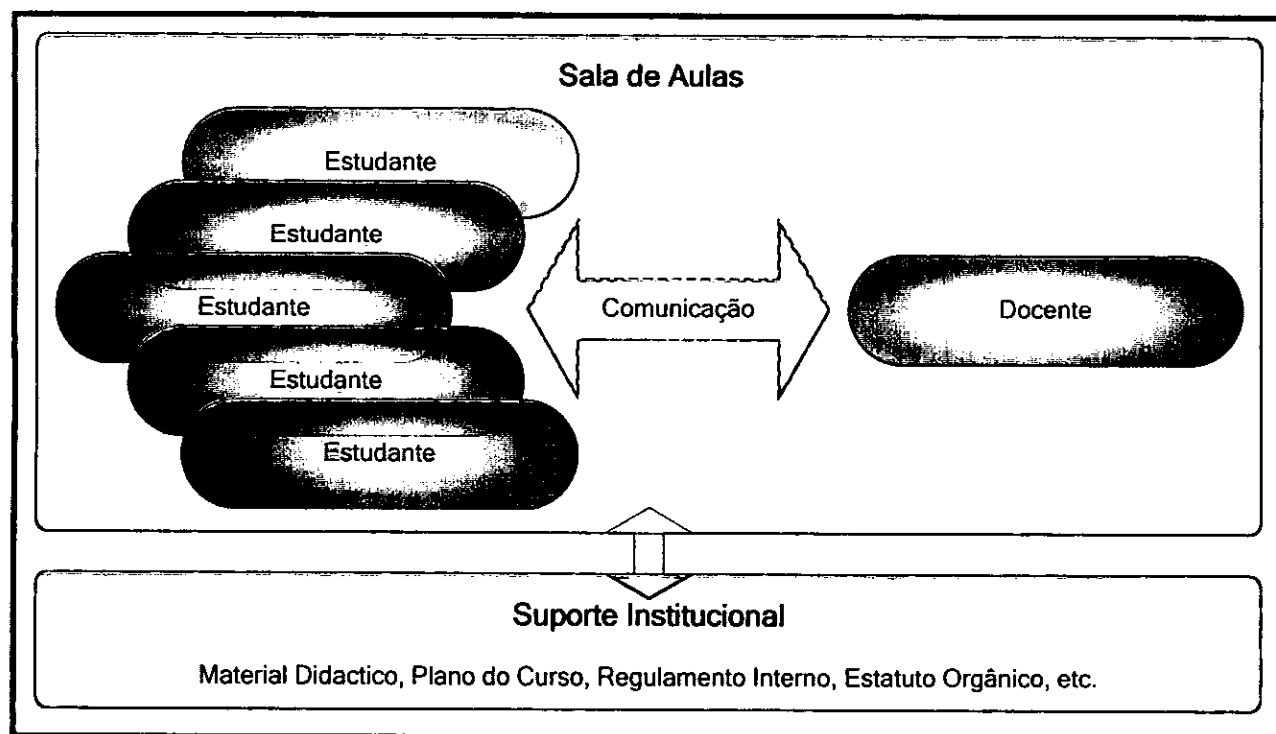 Sala de Aulas
Estudante
Estudante
Estudante
Estudante
Estudante
Comunicação
Docente
Suporte Institucional
Material Didactico, Plano do Curso, Regulamento Interno, Estatuto Orgânico, etc.